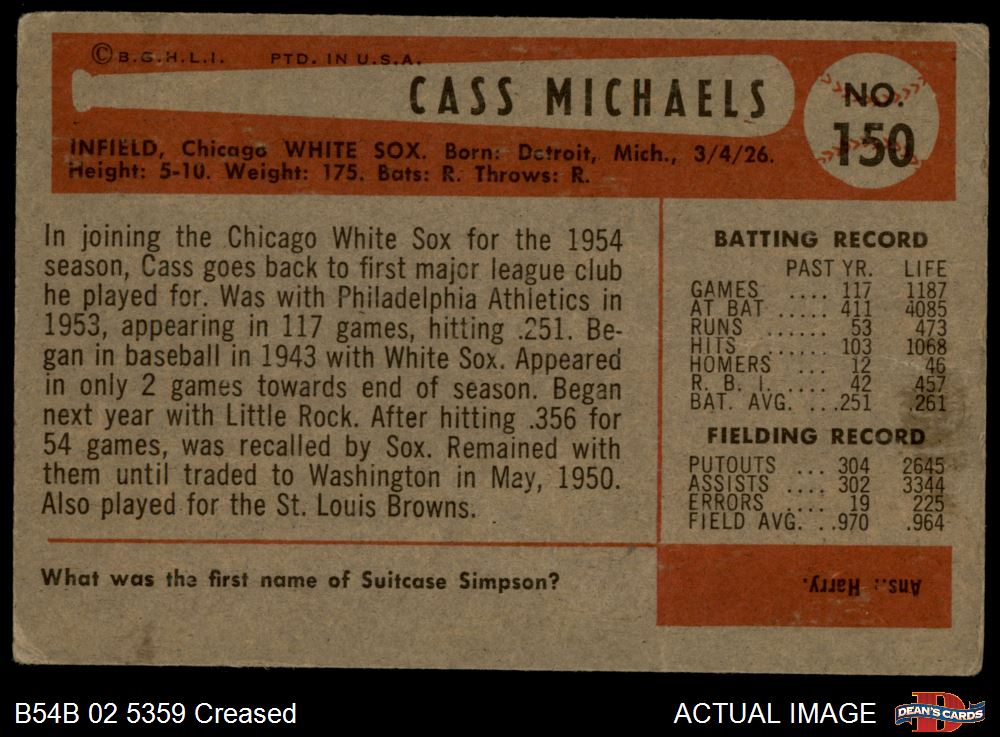 © B.G.H.L.I. PTD. IN U.S.A.
CASS MICHAELS
NO.
150
INFIELD, Chicago WHITE SOX. Born: Detroit, Mich., 3/4/26.
Height: 5-10. Weight: 175. Bats: R. Throws: R.
In joining the Chicago White Sox for the 1954
season, Cass goes back to first major league club
he played for. Was with Philadelphia Athletics in
1953, appearing in 117 games, hitting .251. Be-
gan in baseball in 1943 with White Sox. Appeared
in only 2 games towards end of season. Began
next year with Little Rock. After hitting .356 for
54 games, was recalled by Sox. Remained with
them until traded to Washington in May, 1950.
Also played for the St. Louis Browns.
BATTING RECORD
PAST YR. LIFE
GAMES .... 117 1187
AT BAT ..... 411 4085
RUNS ...... 53 473
HITS ...... 103 1068
HOMERS .... 12 46
R. B. I. .... 42 457
BAT. AVG. ...251 .261
FIELDING RECORD
PUTOUTS ... 304 2645
ASSISTS .... 302 3344
ERRORS .... 19 225
FIELD AVG. ..970 .964
What was the first name of Suitcase Simpson?
Ans.: Harry.
B54B 02 5359 Creased
ACTUAL IMAGE
DEAN'S CARDS